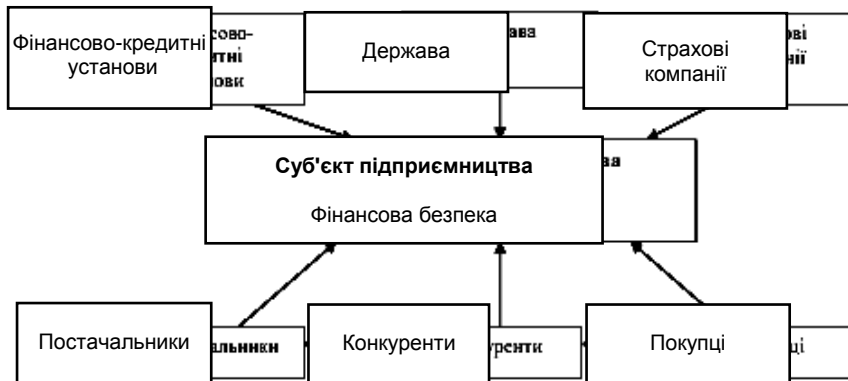 Фінансово-кредитні
установи
Держава
Страхові
компанії
Суб'єкт підприємництва
Фінансова безпека
Постачальники
Конкуренти
Покупці